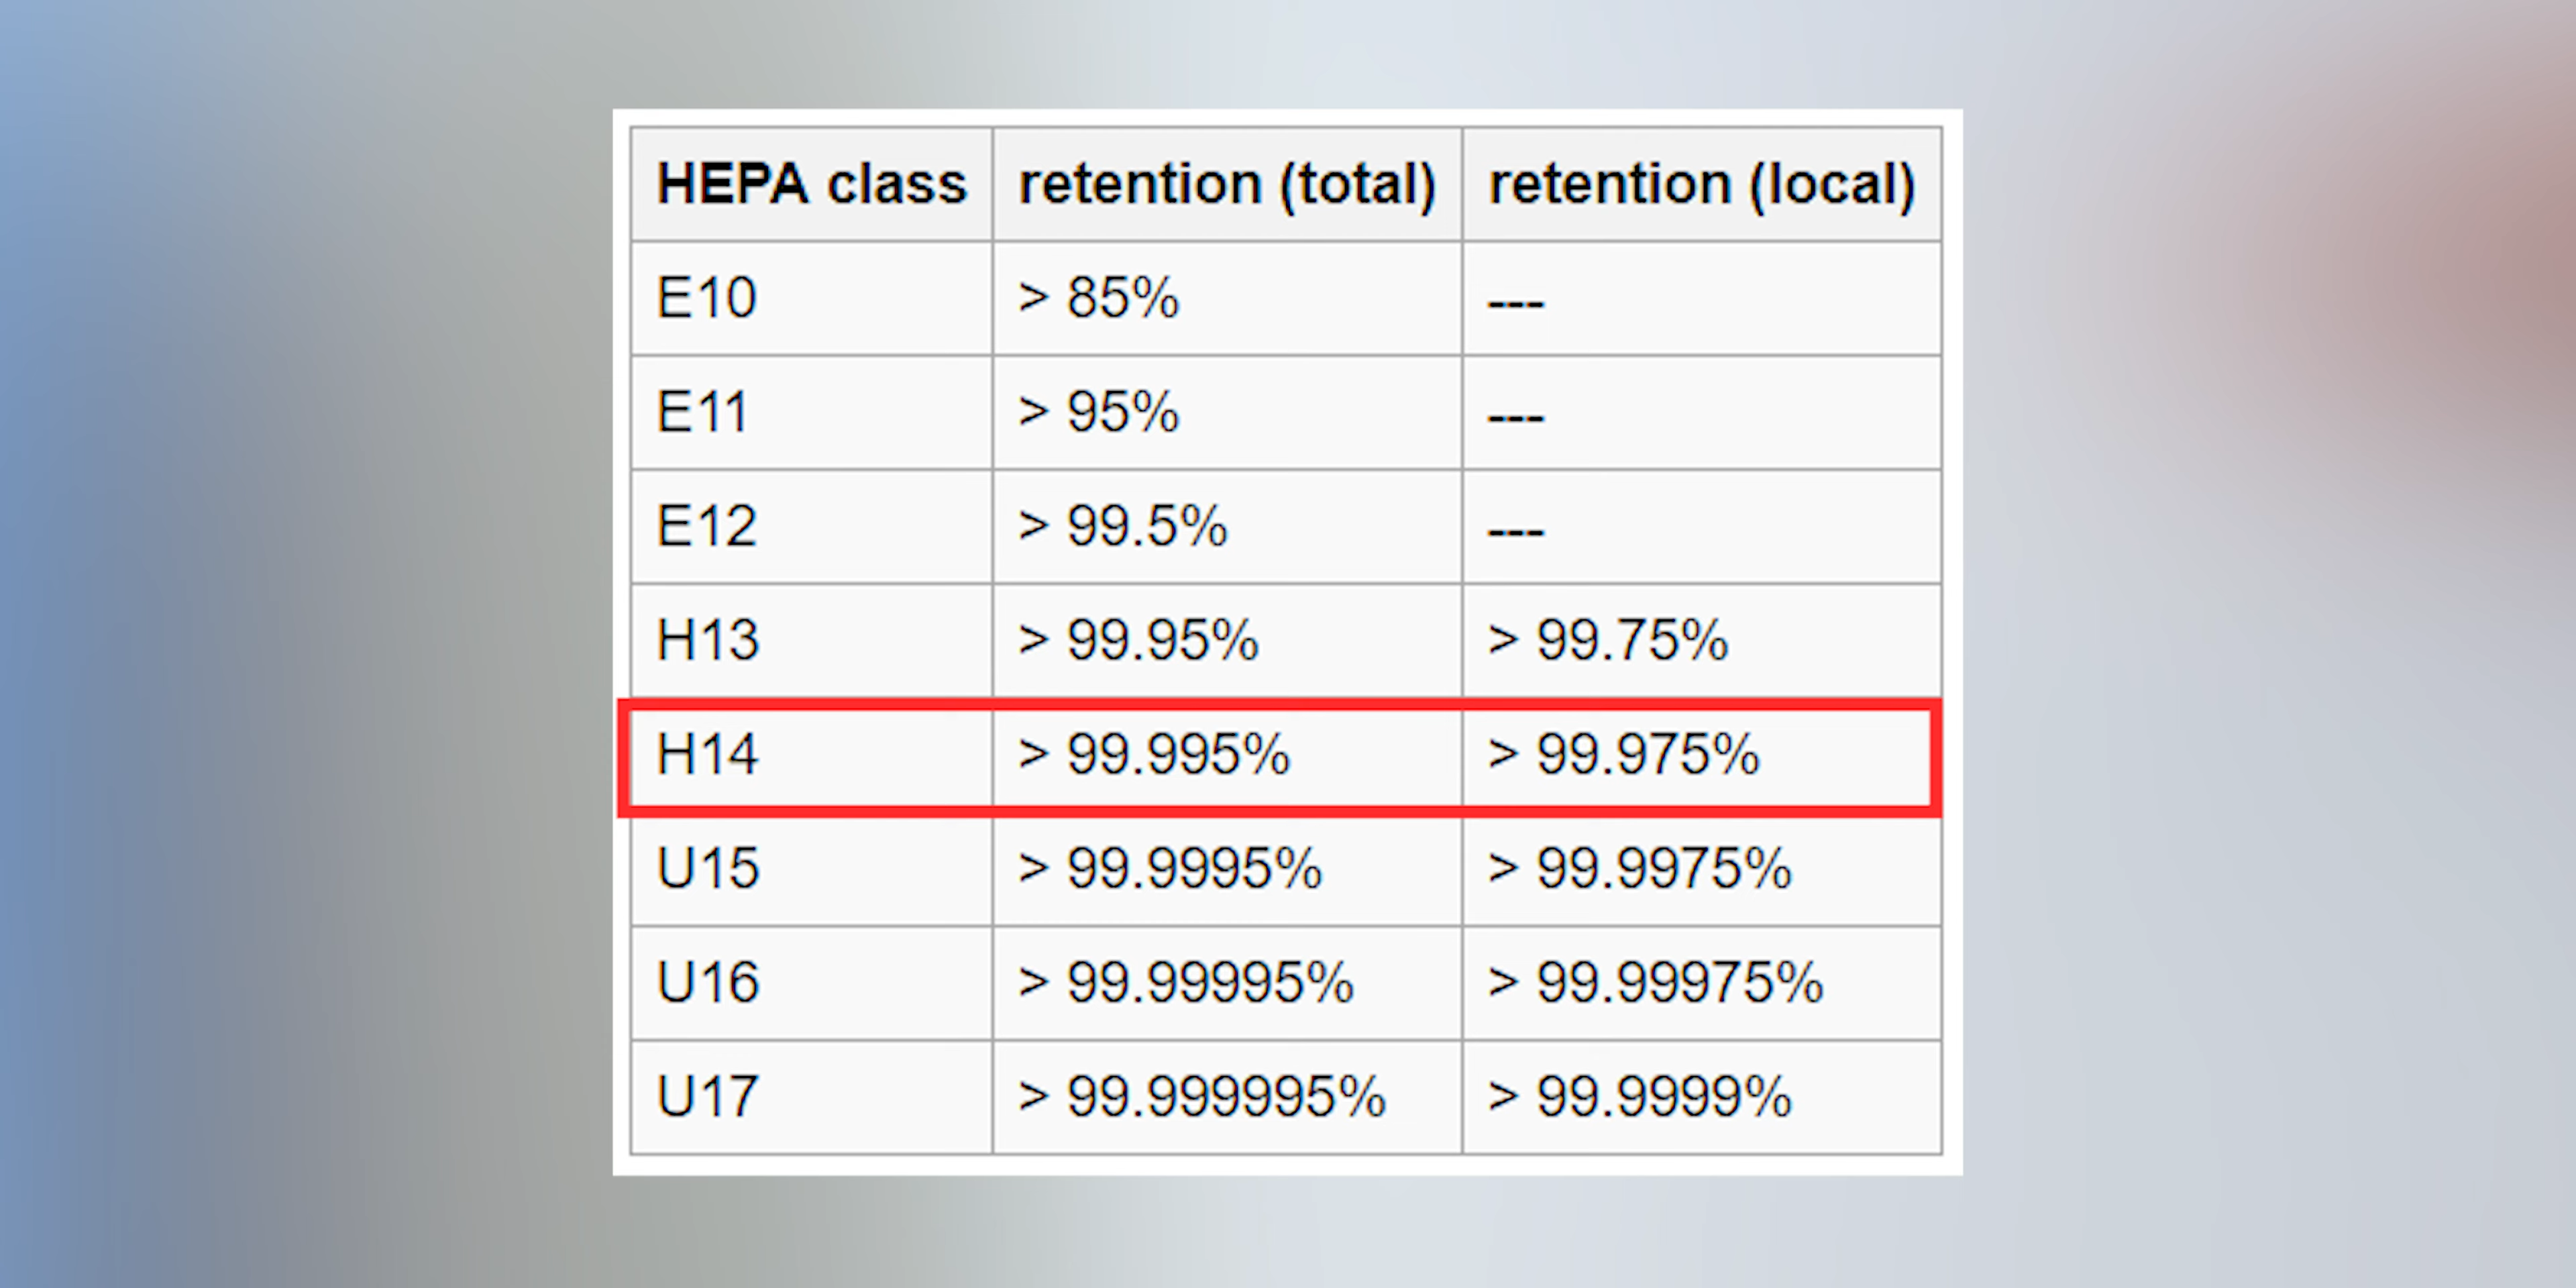 HEPA class retention (total) retention (local)
E10 > 85% ---
E11 > 95% ---
E12 > 99.5% ---
H13 > 99.95% > 99.75%
H14 > 99.995% > 99.975%
U15 > 99.9995% > 99.9975%
U16 > 99.99995% > 99.99975%
U17 > 99.999995% > 99.9999%